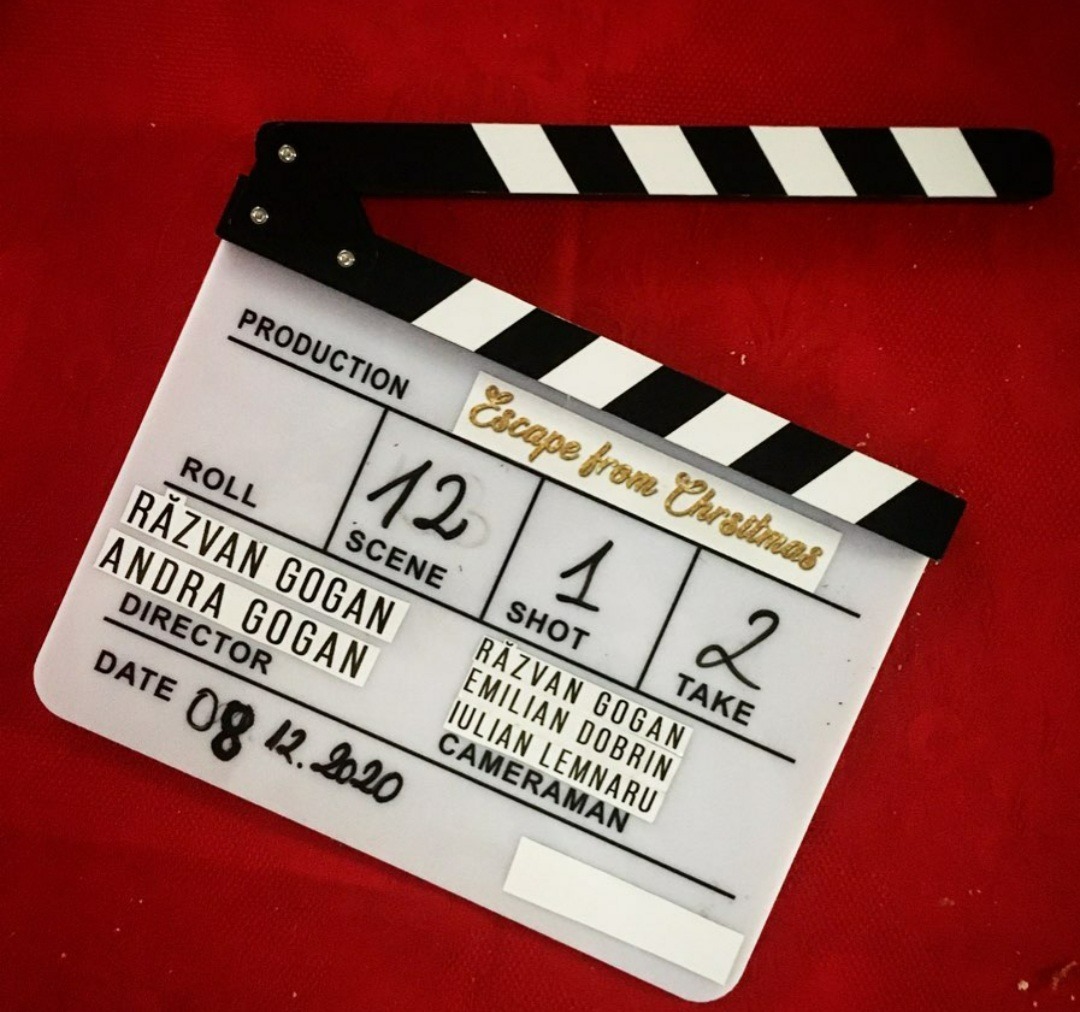 PRODUCTION
Escape from Chrsitmas
ROLL
12
SCENE
1
SHOT
2
TAKE
RĂZVAN GOGAN
ANDRA GOGAN
DIRECTOR
RĂZVAN GOGAN
EMILIAN DOBRIN
IULIAN LEMNARU
CAMERAMAN
DATE 08 12.2020